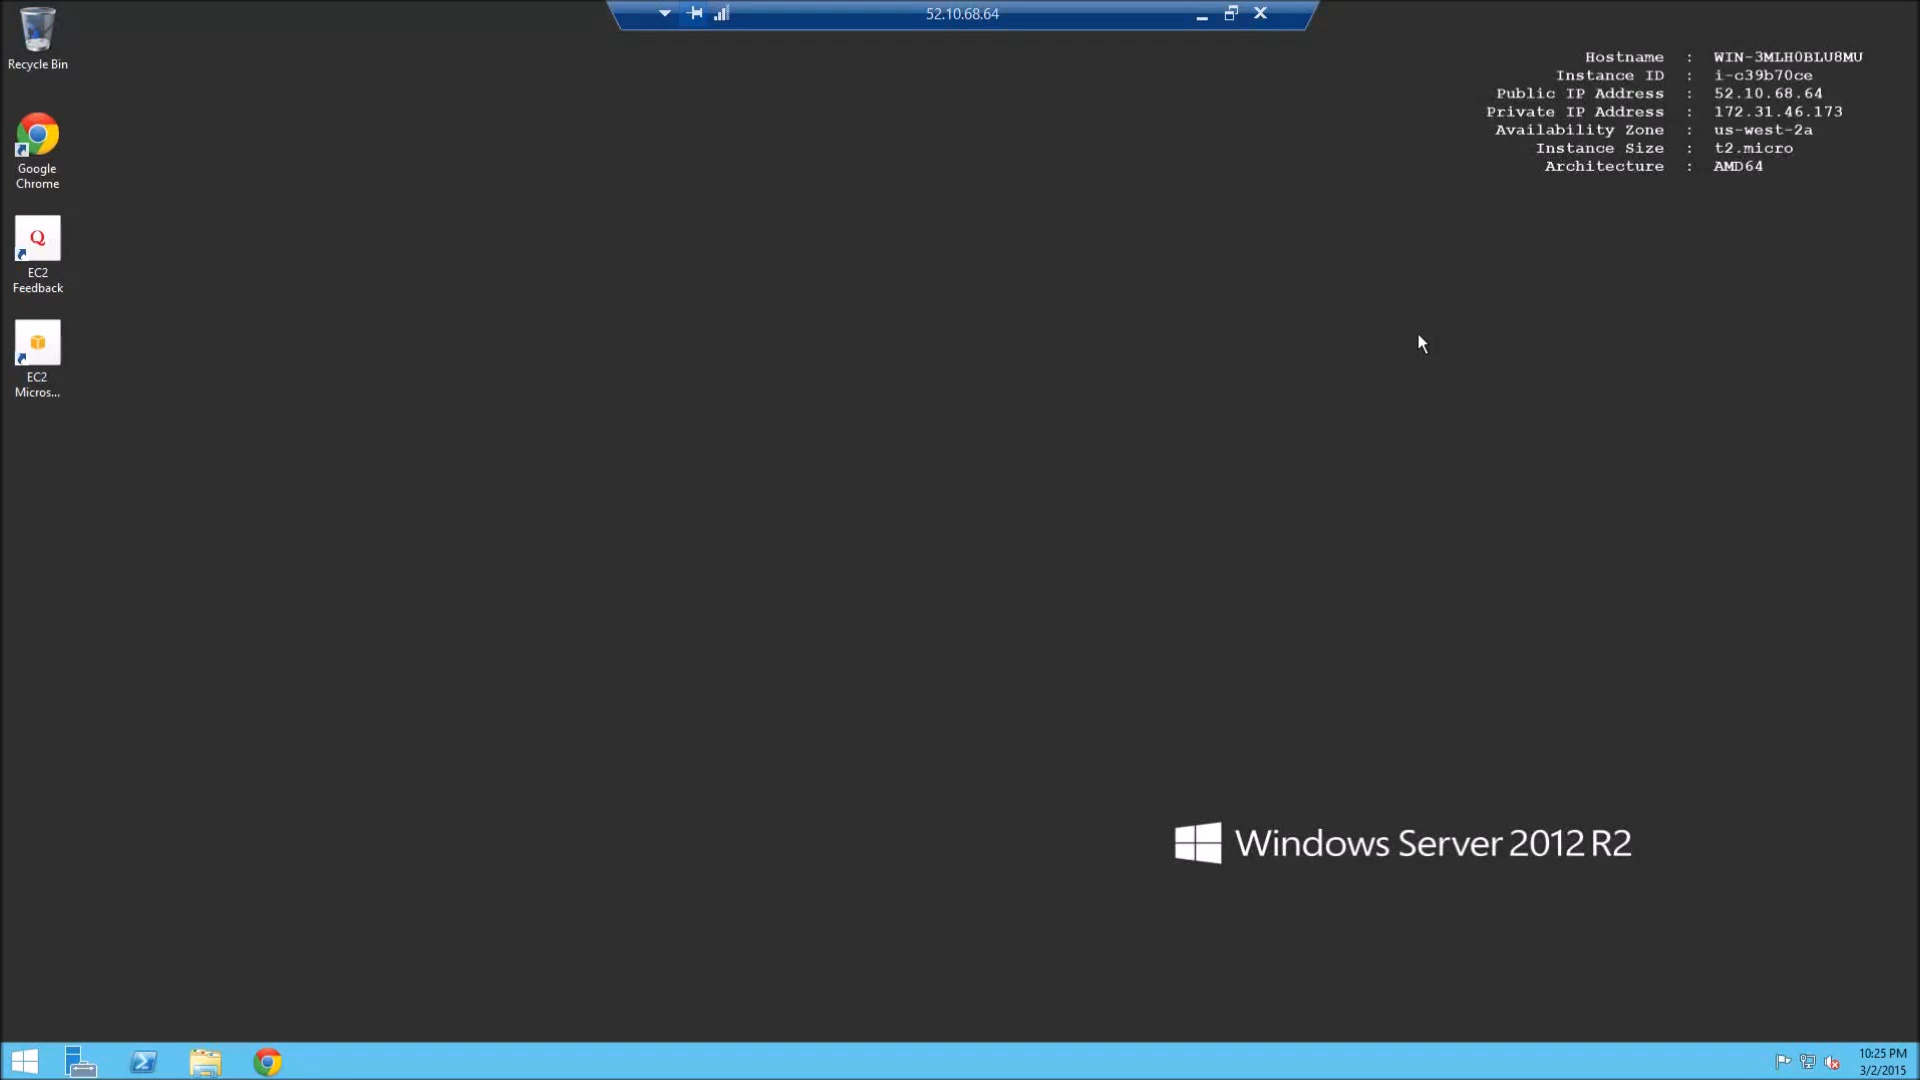 52.10.68.64
Recycle Bin
Google
Chrome
Q
EC2
Feedback
EC2
Micros...
Hostname : WIN-3MLH0BLU8MU
Instance ID : i-c39b70ce
Public IP Address : 52.10.68.64
Private IP Address : 172.31.46.173
Availability Zone : us-west-2a
Instance Size : t2.micro
Architecture : AMD64
Windows Server 2012 R2
10:25 PM
3/2/2015